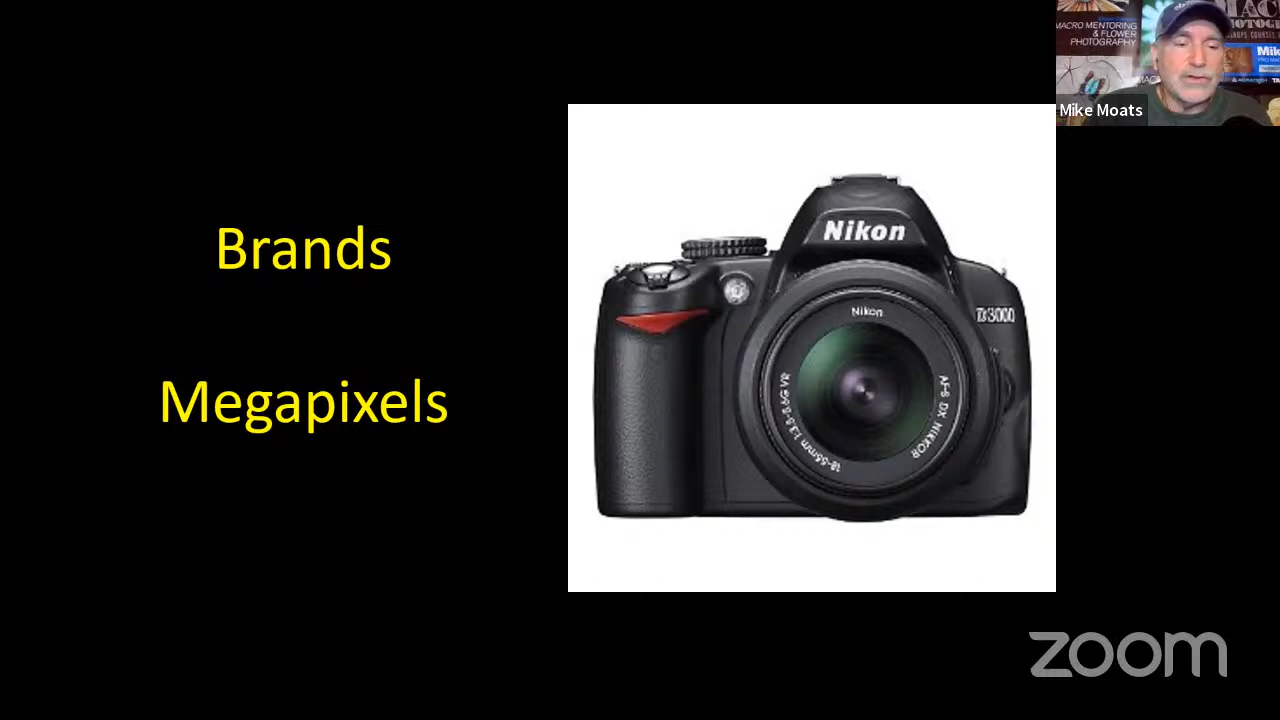 MACRO MENTORING
& FLOWER
PHOTOGRAPHY
Mike Moats
Brands
Megapixels
Nikon
D3000
Nikon
AF-S DX NIKKOR
18-55mm 1:3.5-5.6G VR
zoom